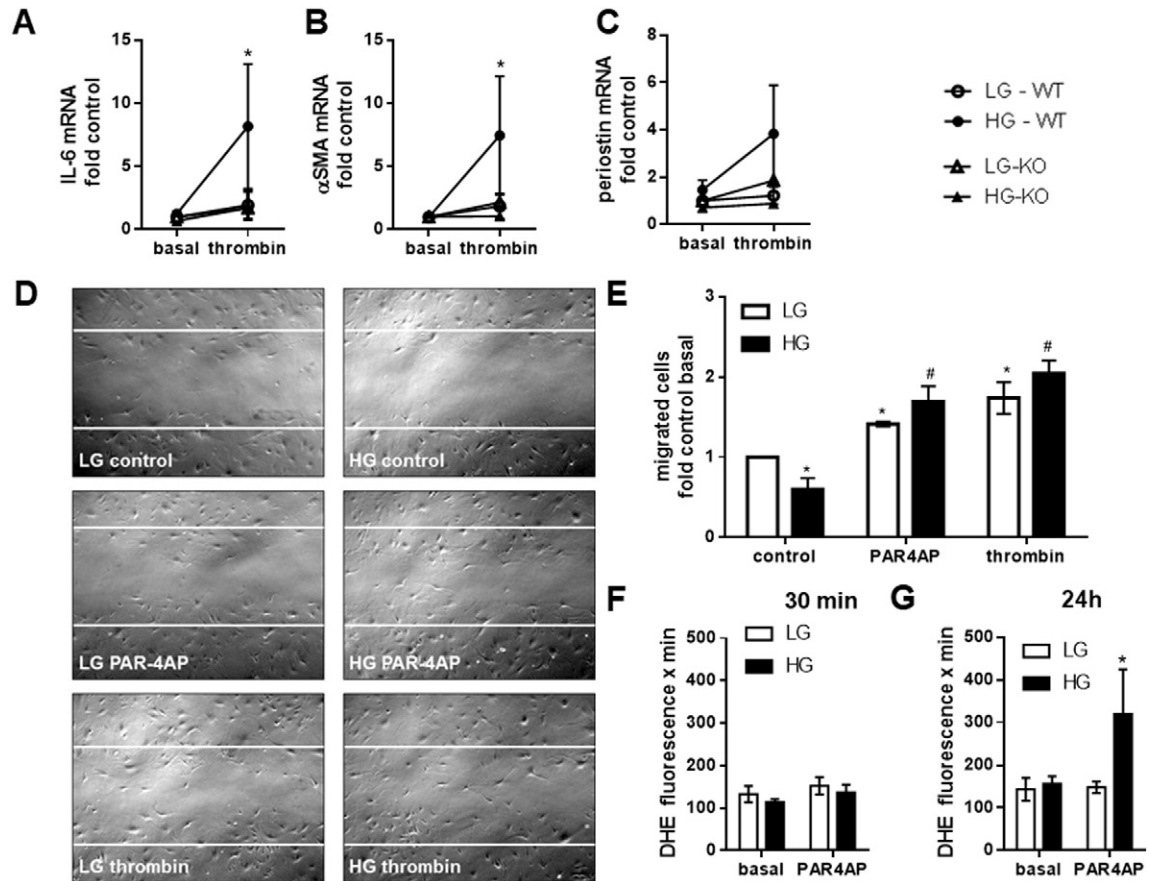 A
IL-6 mRNA
fold control
15
10
5
0
*
basal thrombin
B
αSMA mRNA
fold control
15
10
5
0
*
basal thrombin
C
periostin mRNA
fold control
8
6
4
2
0
basal thrombin
LG - WT
HG - WT
LG-KO
HG-KO
D
LG control
HG control
LG PAR-4AP
HG PAR-4AP
LG thrombin
HG thrombin
E
migrated cells
fold control basal
3
2
1
0
LG
HG
*
*
#
*
#
control PAR4AP thrombin
F
30 min
DHE fluorescence x min
500
400
300
200
100
0
LG
HG
basal PAR4AP
G
24h
DHE fluorescence x min
500
400
300
200
100
0
LG
HG
*
basal PAR4AP